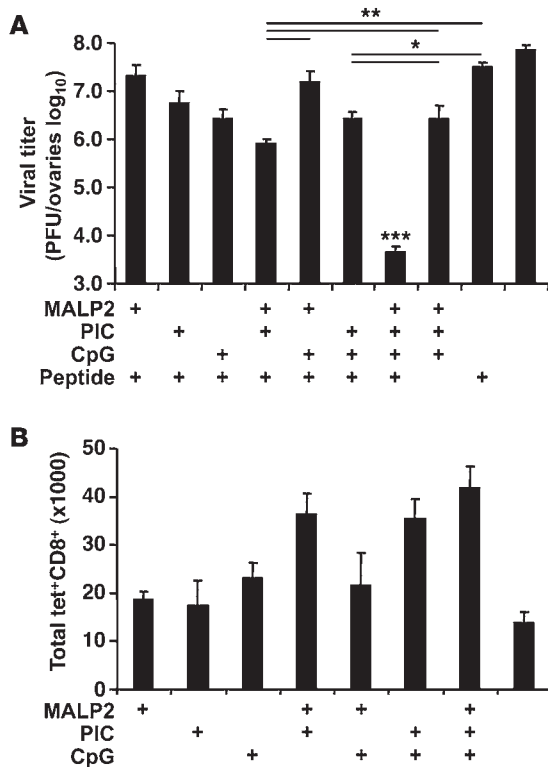 A
**
*
***
8.0
7.0
6.0
5.0
4.0
3.0
Viral titer
(PFU/ovaries log10)
MALP2 + + + + +
PIC + + + + +
CpG + + + + +
Peptide + + + + + + + +
B
50
40
30
20
10
0
Total tet+CD8+ (x1000)
MALP2 + + + +
PIC + + + +
CpG + + + +